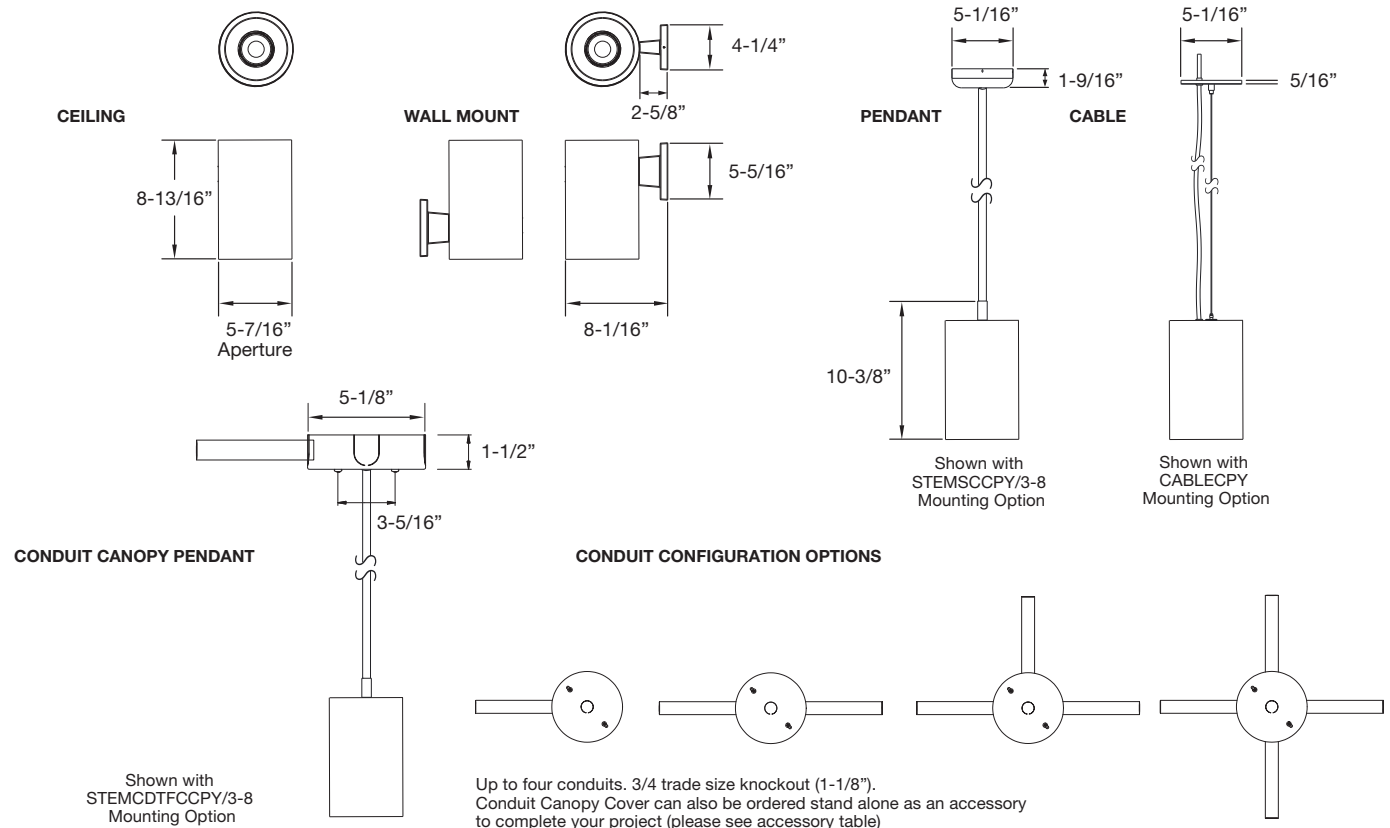 5-1/16”
5-1/16”
4-1/4”
1-9/16”
5/16”
2-5/8”
CEILING
WALL MOUNT
PENDANT
CABLE
8-13/16”
5-5/16”
5-7/16”
Aperture
8-1/16”
10-3/8”
5-1/8”
1-1/2”
3-5/16”
Shown with
STEMSCCPY/3-8
Mounting Option
Shown with
CABLECPY
Mounting Option
CONDUIT CANOPY PENDANT
CONDUIT CONFIGURATION OPTIONS
Shown with
STEMCDTFCCPY/3-8
Mounting Option
Up to four conduits. 3/4 trade size knockout (1-1/8”).
Conduit Canopy Cover can also be ordered stand alone as an accessory
to complete your project (please see accessory table)